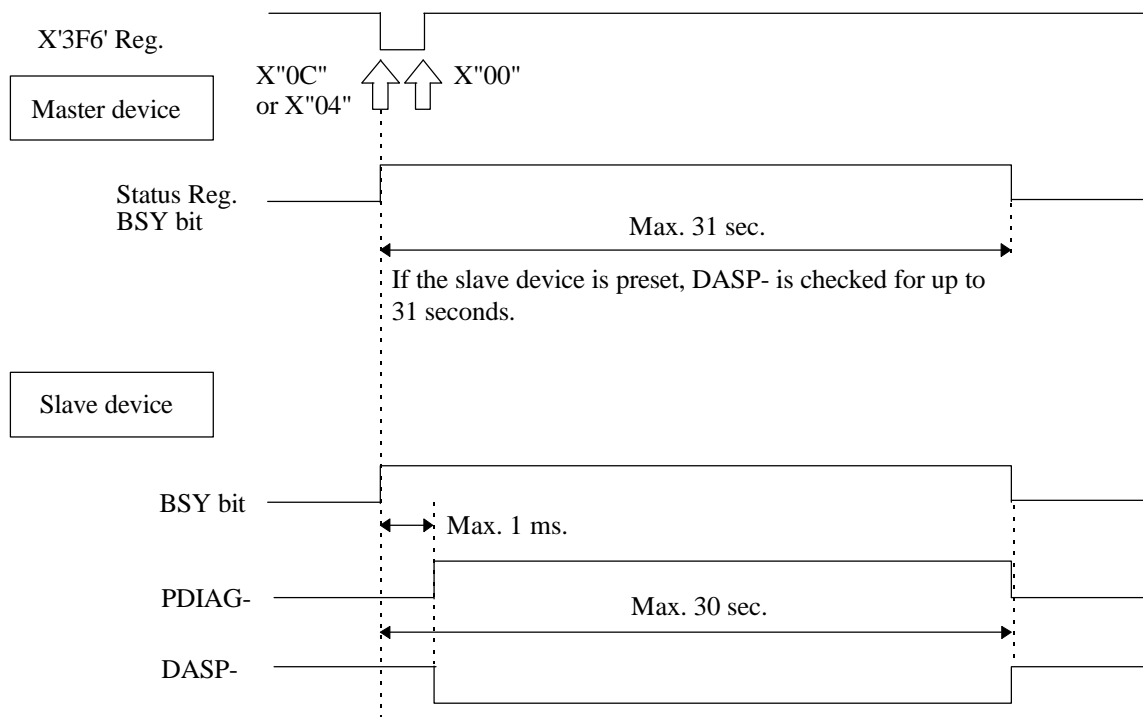 X'3F6' Reg.
X"0C"
or X"04"
X"00"
Master device
Status Reg.
BSY bit
Max. 31 sec.
If the slave device is preset, DASP- is checked for up to
31 seconds.
Slave device
BSY bit
Max. 1 ms.
PDIAG-
Max. 30 sec.
DASP-